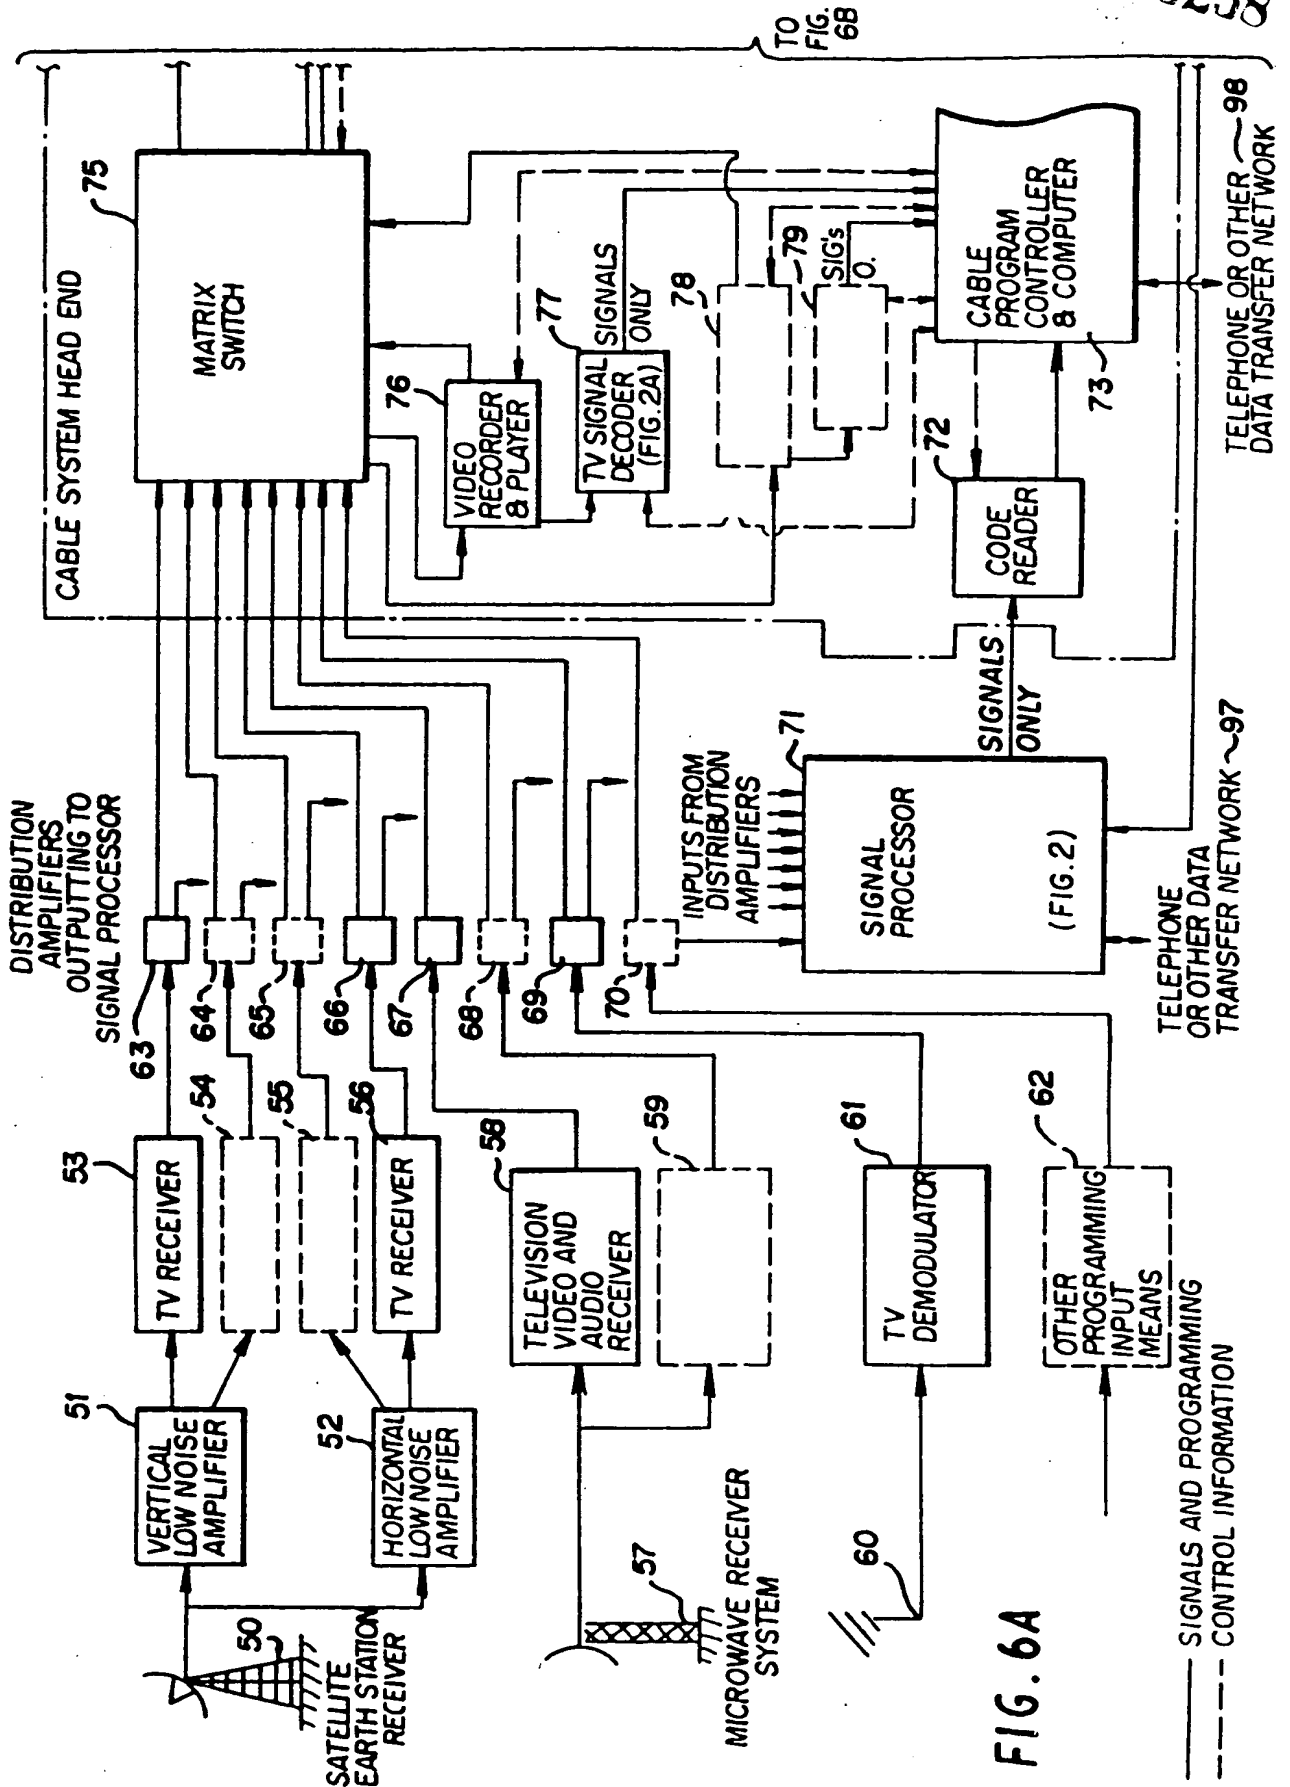 CABLE SYSTEM HEAD END
75
MATRIX
SWITCH
TO
FIG.
6B
DISTRIBUTION
AMPLIFIERS
OUTPUTTING TO
SIGNAL PROCESSOR
63
64
65
66
67
68
69
70
76
VIDEO
RECORDER
& PLAYER
77
TV SIGNAL
DECODER
(FIG. 2A)
SIGNALS
ONLY
78
79
SIG's
O.
CABLE
PROGRAM
CONTROLLER
& COMPUTER
73
72
CODE
READER
TELEPHONE OR OTHER ~98
DATA TRANSFER NETWORK
SIGNALS
ONLY
INPUTS FROM
DISTRIBUTION
AMPLIFIERS
71
SIGNAL
PROCESSOR
(FIG. 2)
TELEPHONE
OR OTHER DATA
TRANSFER NETWORK ~97
53
TV RECEIVER
54
55
56
TV RECEIVER
58
TELEVISION
VIDEO AND
AUDIO
RECEIVER
59
61
TV
DEMODULATOR
62
OTHER
PROGRAMMING
INPUT
MEANS
51
VERTICAL
LOW NOISE
AMPLIFIER
52
HORIZONTAL
LOW NOISE
AMPLIFIER
50
SATELLITE
EARTH STATION
RECEIVER
57
MICROWAVE RECEIVER
SYSTEM
60
FIG. 6A
SIGNALS AND PROGRAMMING
CONTROL INFORMATION